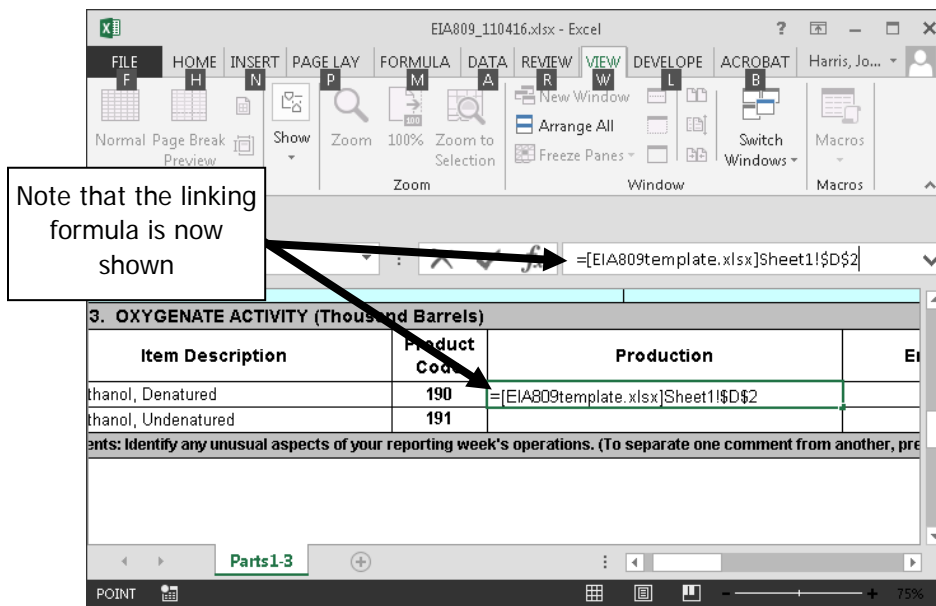 EIA809_110416.xlsx - Excel
?
FILE HOME INSERT PAGE LAY FORMULA DATA REVIEW VIEW DEVELOPE ACROBAT Harris, Jo...
F H N P M A R W L B
New Window
Arrange All
Freeze Panes
Normal Page Break Preview
Show
Zoom
100%
100
Zoom to Selection
Switch Windows
Macros
Zoom Window Macros
Note that the linking
formula is now
shown
=[EIA809template.xlsx]Sheet1!$D$2
3. OXYGENATE ACTIVITY (Thousand Barrels)
Item Description Product Code Production
thanol, Denatured 190 =[EIA809template.xlsx]Sheet1!$D$2
thanol, Undenatured 191
ents: Identify any unusual aspects of your reporting week's operations. (To separate one comment from another, pre
Parts1-3
POINT 75%